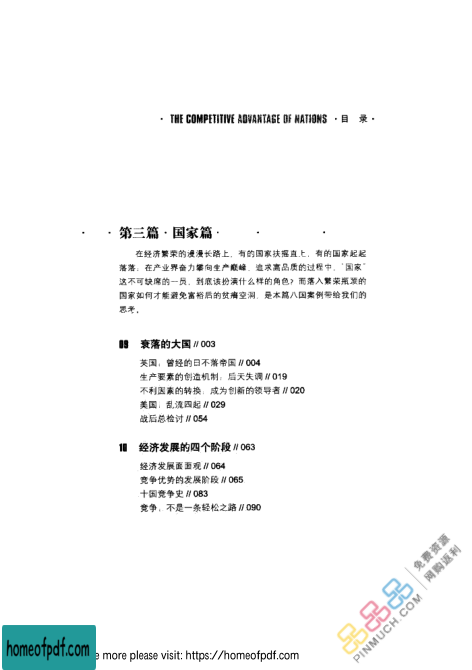 · THE COMPETITIVE ADVANTAGE OF NATIONS · 目 录 ·
· · 第三篇 · 国家篇 · · ·
在经济繁荣的漫漫长路上，有的国家扶摇直上，有的国家起起
落落。在产业界奋力攀向生产巅峰、追求高品质的过程中，“国家”
这不可缺席的一员，到底该扮演什么样的角色？而落入繁荣瓶颈的
国家如何才能避免富裕后的贫瘠空洞，是本篇八国案例带给我们的
思考。
09 衰落的大国 // 003
英国：曾经的日不落帝国 // 004
生产要素的创造机制：后天失调 // 019
不利因素的转换，成为创新的领导者 // 020
美国：乱流四起 // 029
战后总检讨 // 054
10 经济发展的四个阶段 // 063
经济发展面面观 // 064
竞争优势的发展阶段 // 065
十国竞争史 // 083
竞争，不是一条轻松之路 // 090
免费资源
网购返利
PINMUCH.COM
homeofpdf.com
e more please visit: https://homeofpdf.com